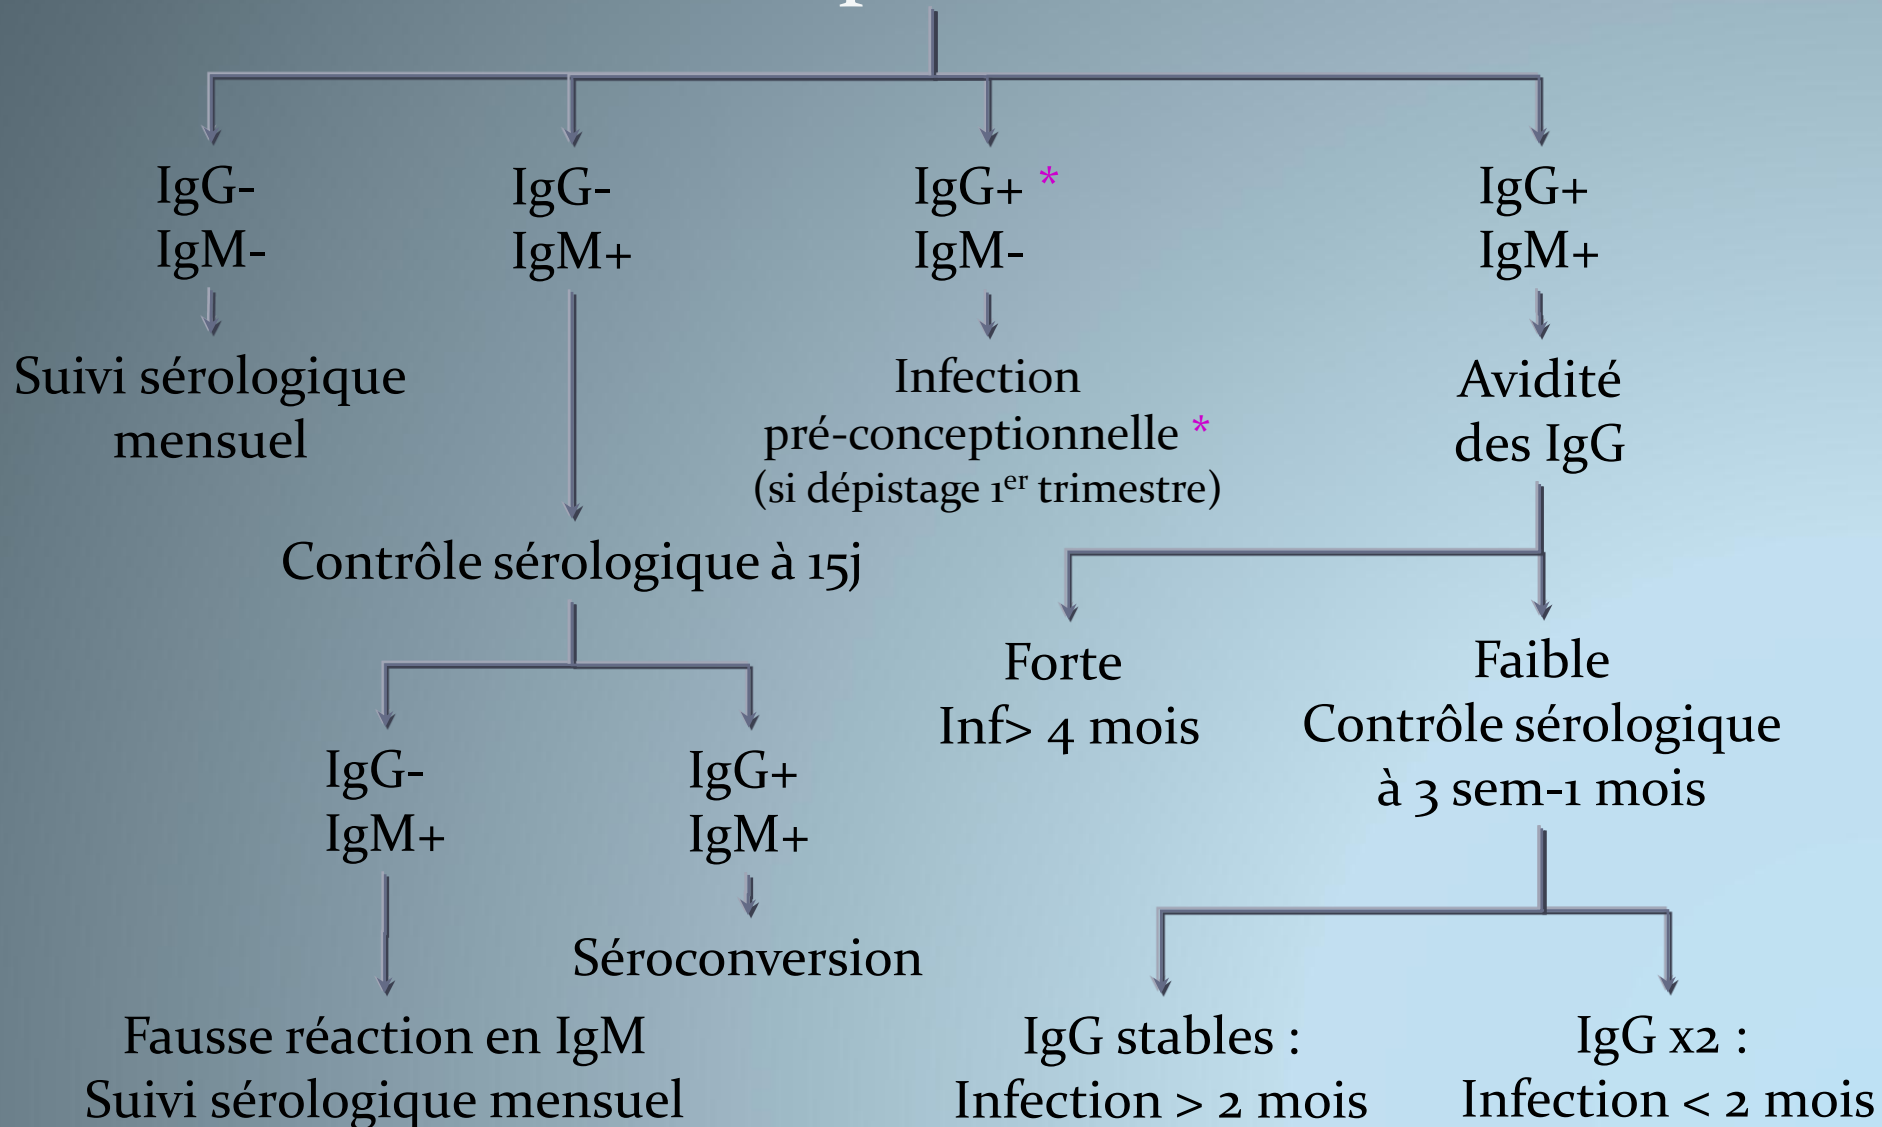 IgG-
IgM-
IgG-
IgM+
IgG+ *
IgM-
IgG+
IgM+
Suivi sérologique
mensuel
Infection
pré-conceptionnelle *
(si dépistage 1er trimestre)
Avidité
des IgG
Contrôle sérologique à 15j
Forte
Inf> 4 mois
Faible
Contrôle sérologique
à 3 sem-1 mois
IgG-
IgM+
IgG+
IgM+
Séroconversion
Fausse réaction en IgM
Suivi sérologique mensuel
IgG stables :
Infection > 2 mois
IgG x2 :
Infection < 2 mois